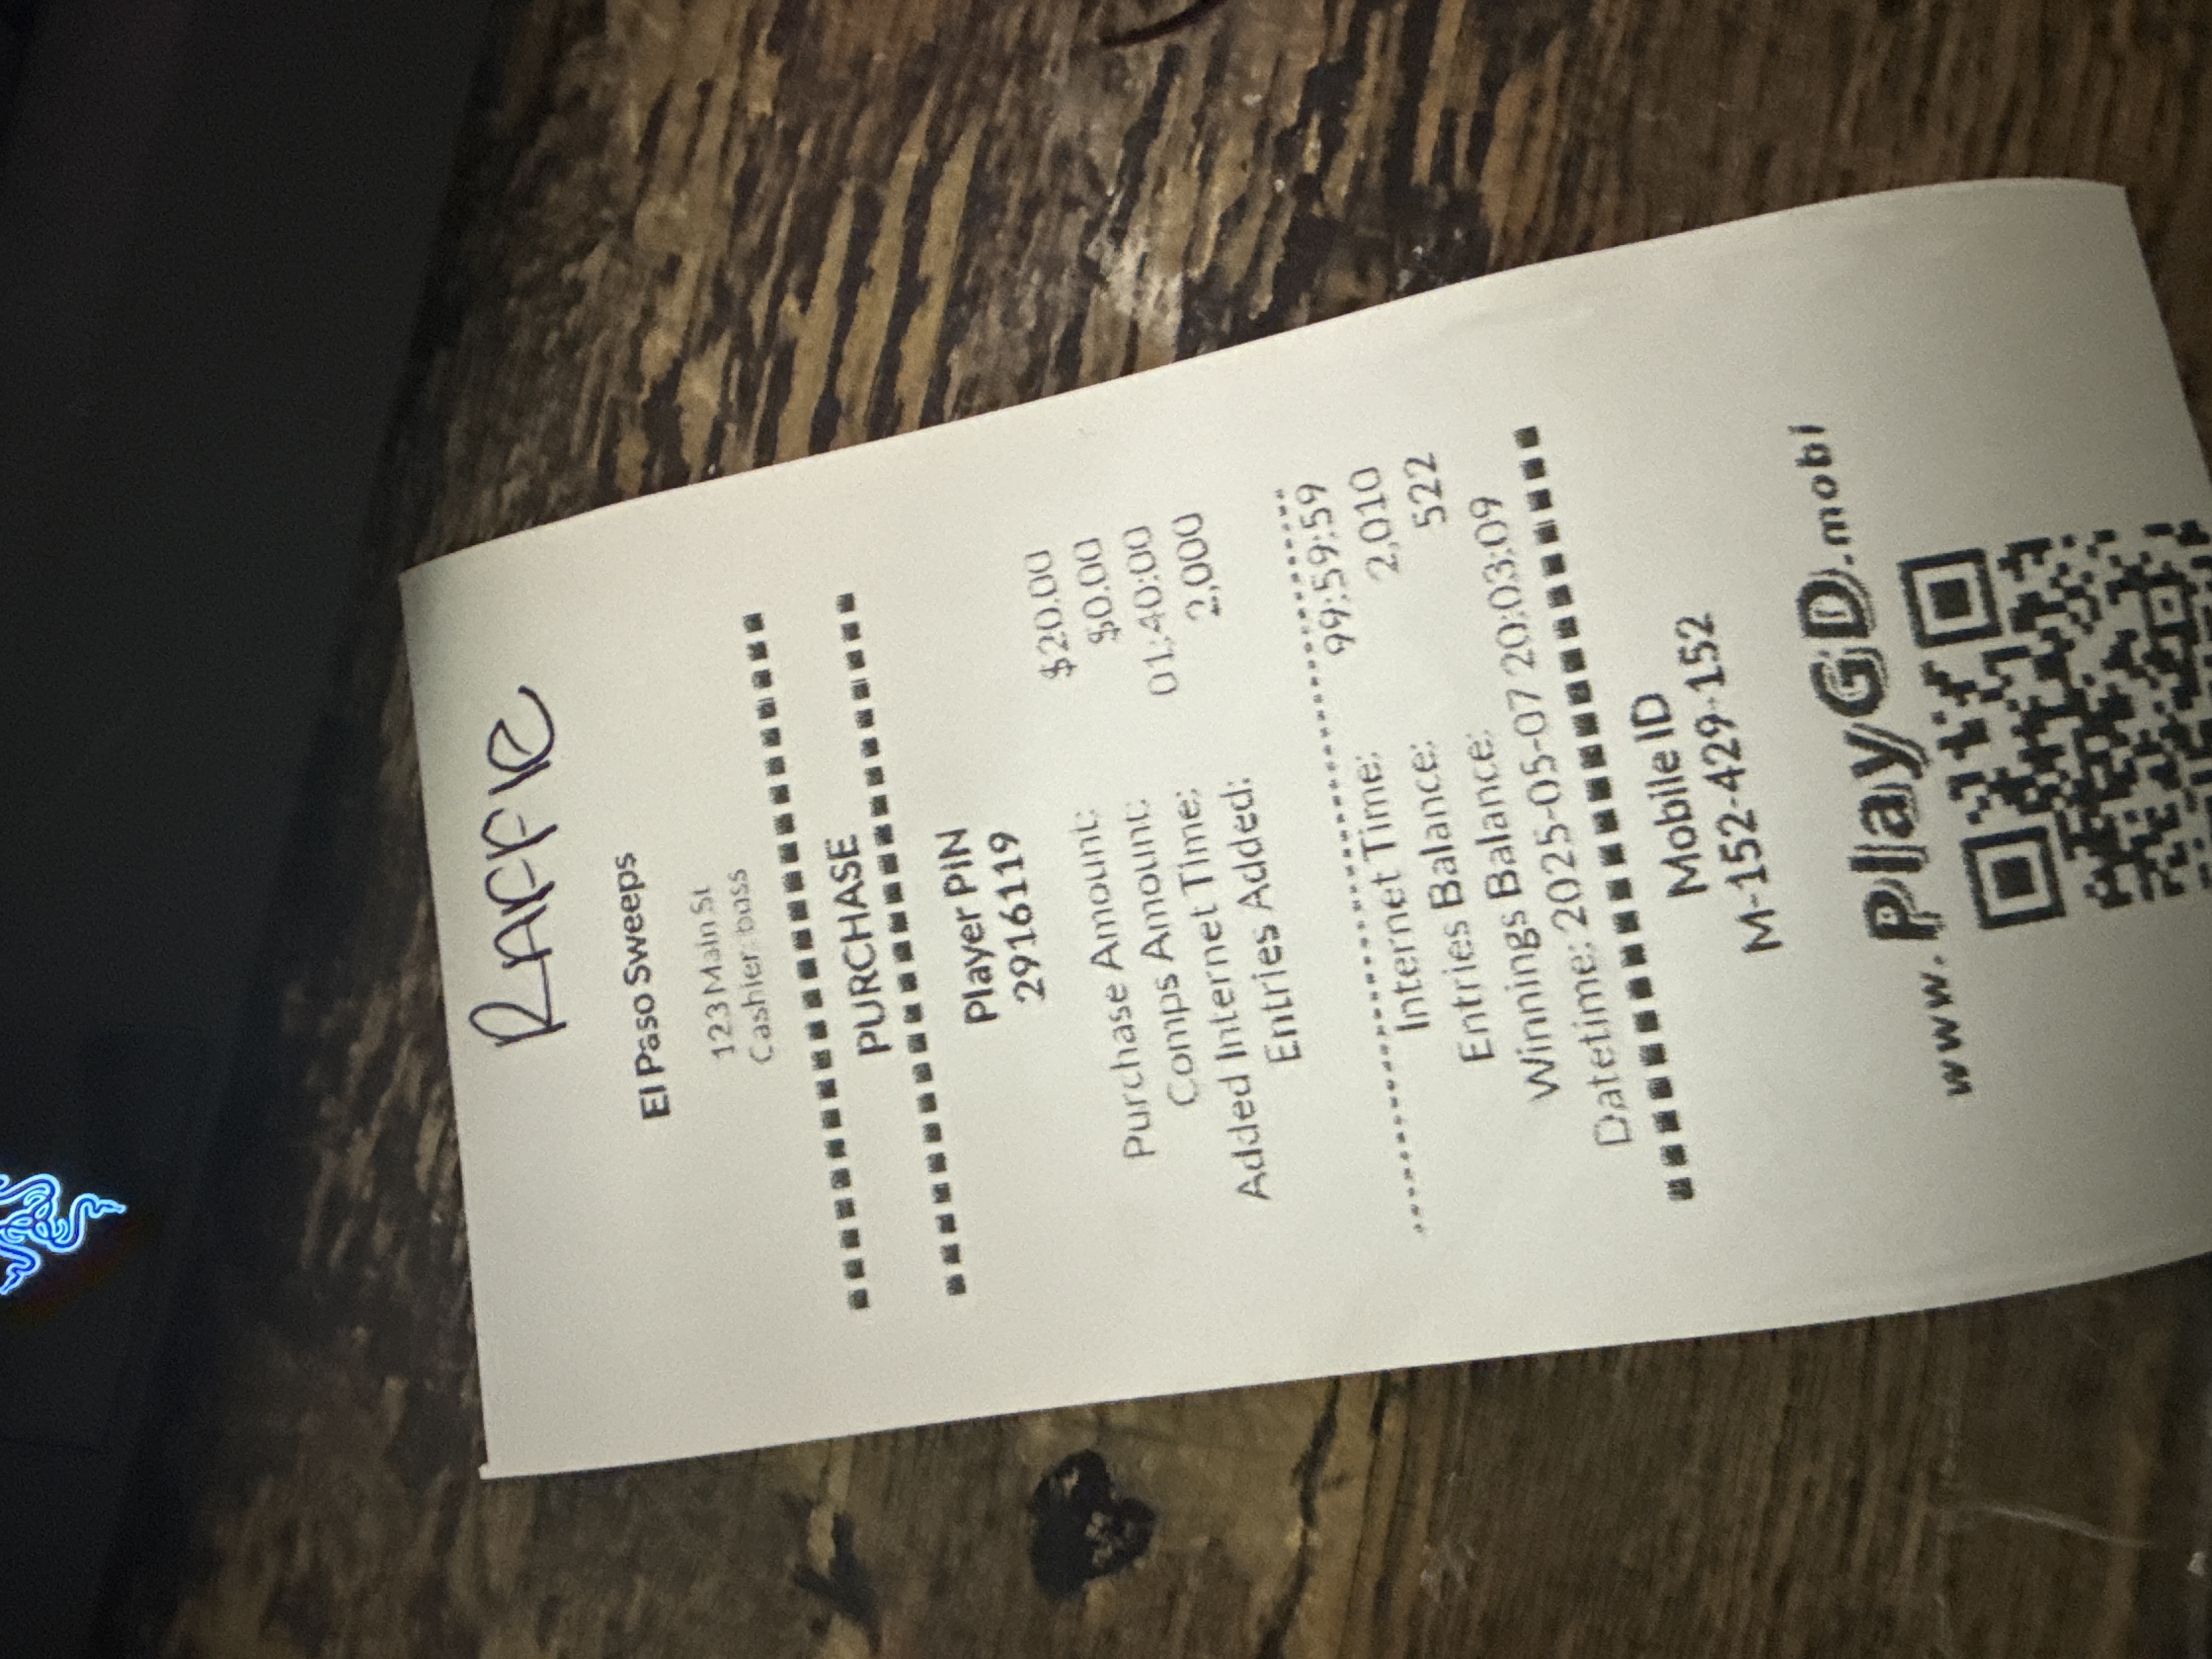 RAFFLE
El Paso Sweeps
123 Main St
Cashier: boss
PURCHASE
Player PIN
2916119
Purchase Amount: $20.00
Comps Amount: $0.00
Added Internet Time: 01:40:00
Entries Added: 2,000
Internet Time: 99:59:59
Entries Balance: 2,010
Winnings Balance: 522
Datetime: 2025-05-07 20:03:09
Mobile ID
M-152-429-152
www.PlayGD.mobi